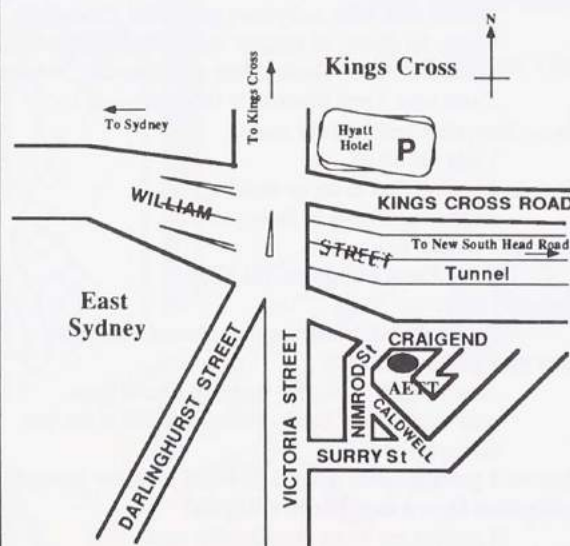 N
Kings Cross
To Kings Cross
To Sydney
Hyatt
Hotel
P
WILLIAM
KINGS CROSS ROAD
STREET
To New South Head Road
Tunnel
East
Sydney
CRAIGEND
NIMROD St
AETT
CALDWELL
DARLINGHURST STREET
VICTORIA STREET
SURRY St